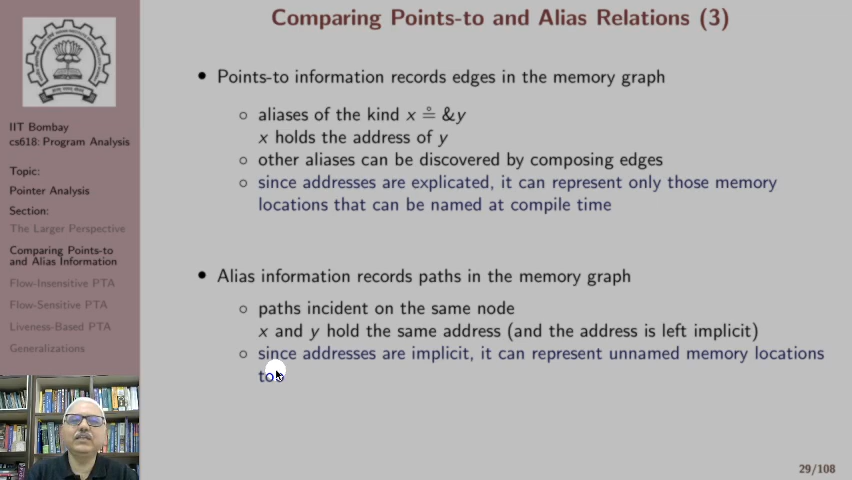 Comparing Points-to and Alias Relations (3)
IIT Bombay
cs618: Program Analysis
Topic:
Pointer Analysis
Section:
The Larger Perspective
Comparing Points-to
and Alias Information
Flow-Insensitive PTA
Flow-Sensitive PTA
Liveness-Based PTA
Generalizations
• Points-to information records edges in the memory graph
◦ aliases of the kind x ≗ &y
x holds the address of y
◦ other aliases can be discovered by composing edges
◦ since addresses are explicated, it can represent only those memory
locations that can be named at compile time
• Alias information records paths in the memory graph
◦ paths incident on the same node
x and y hold the same address (and the address is left implicit)
◦ since addresses are implicit, it can represent unnamed memory locations
too
29/108